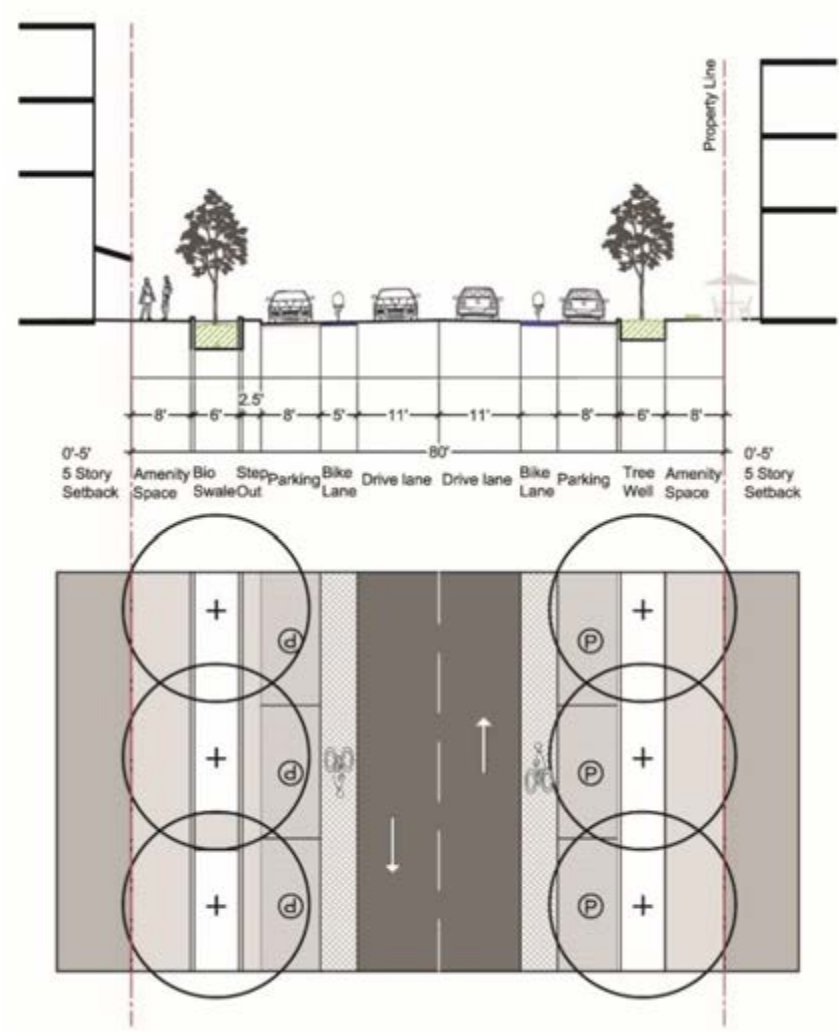 Property Line
2.5'
8' 6' 8' 5' 11' 11' 8' 6' 8'
80'
0'-5'
5 Story
Setback
Amenity
Space
Bio
Swale
Step
Out
Parking
Bike
Lane
Drive lane
Drive lane
Bike
Lane
Parking
Tree
Well
Amenity
Space
0'-5'
5 Story
Setback
P P
P P
P P